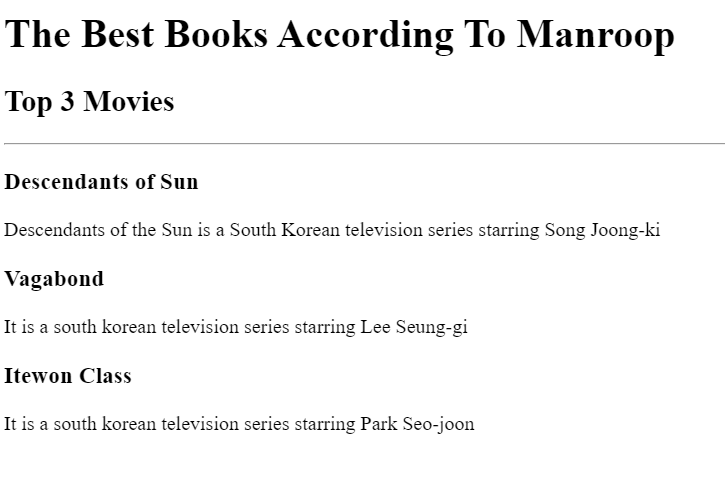 The Best Books According To Manroop
Top 3 Movies
Descendants of Sun
Descendants of the Sun is a South Korean television series starring Song Joong-ki
Vagabond
It is a south korean television series starring Lee Seung-gi
Itewon Class
It is a south korean television series starring Park Seo-joon